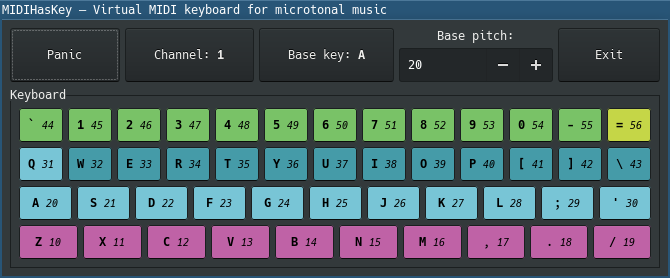 MIDIHasKey – Virtual MIDI keyboard for microtonal music
Panic Channel: 1 Base key: A Base pitch: Exit
20 − +
Keyboard
` 44 1 45 2 46 3 47 4 48 5 49 6 50 7 51 8 52 9 53 0 54 - 55 = 56
Q 31 W 32 E 33 R 34 T 35 Y 36 U 37 I 38 O 39 P 40 [ 41 ] 42 \ 43
A 20 S 21 D 22 F 23 G 24 H 25 J 26 K 27 L 28 ; 29 ' 30
Z 10 X 11 C 12 V 13 B 14 N 15 M 16 , 17 . 18 / 19